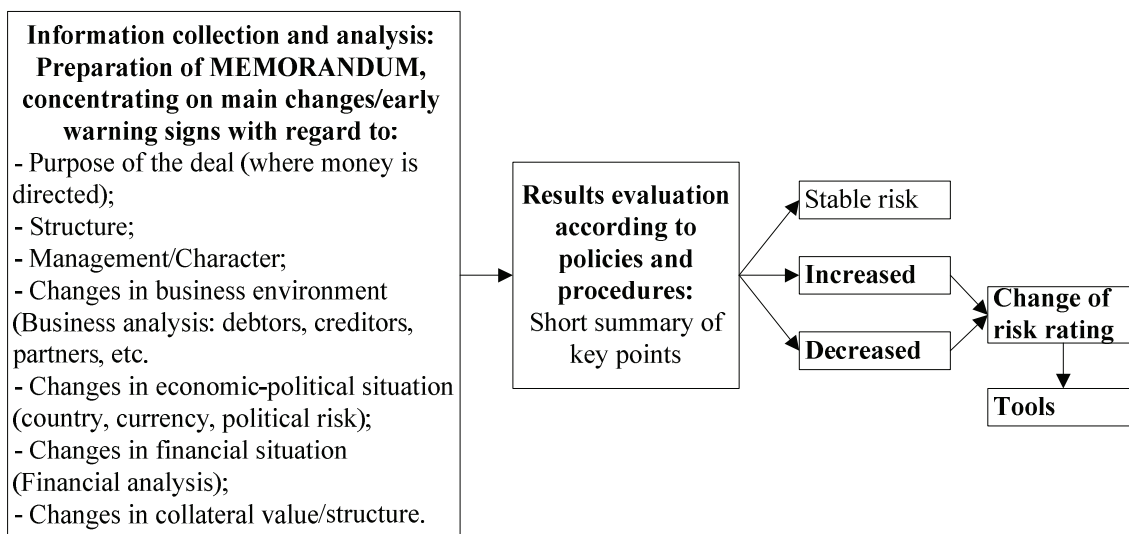 Information collection and analysis:
Preparation of MEMORANDUM,
concentrating on main changes/early
warning signs with regard to:
- Purpose of the deal (where money is
directed);
- Structure;
- Management/Character;
- Changes in business environment
(Business analysis: debtors, creditors,
partners, etc.
- Changes in economic-political situation
(country, currency, political risk);
- Changes in financial situation
(Financial analysis);
- Changes in collateral value/structure.
Results evaluation
according to
policies and
procedures:
Short summary of
key points
Stable risk
Increased
Decreased
Change of
risk rating
Tools